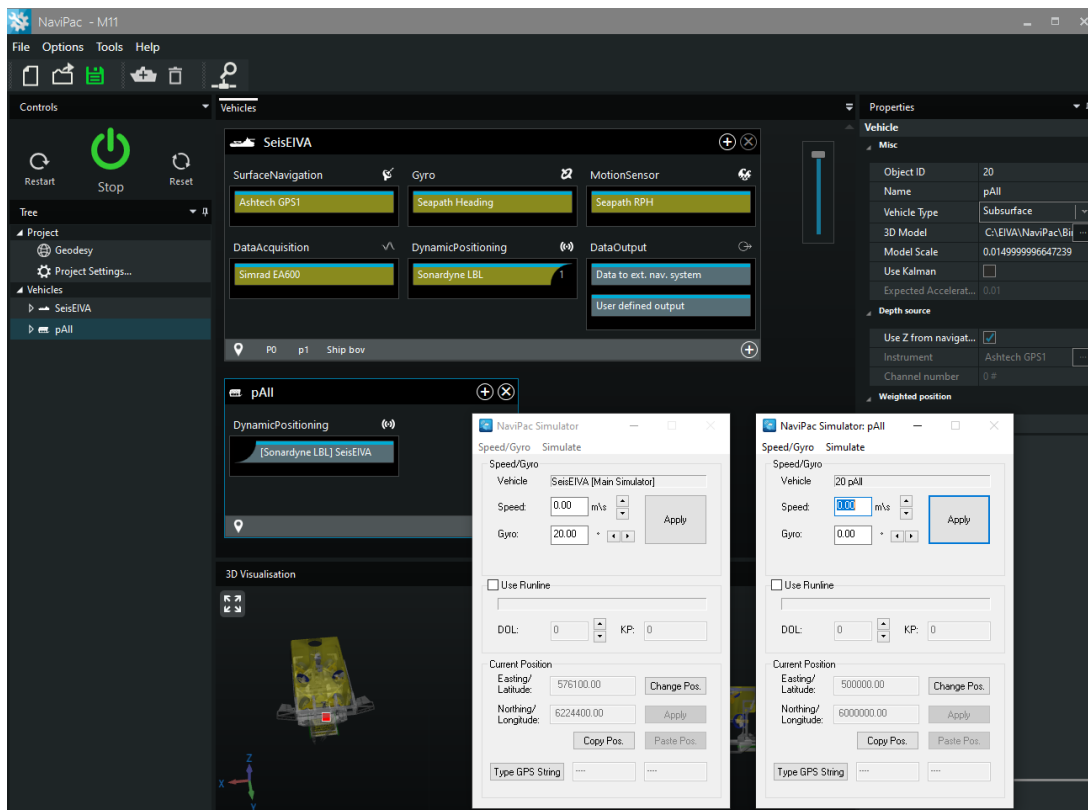 NaviPac - M11
File Options Tools Help
Controls
Restart
Stop
Reset
Tree
Project
Geodesy
Project Settings...
Vehicles
SeisEIVA
pAll
Vehicles
SeisEIVA
SurfaceNavigation
Gyro
MotionSensor
Ashtech GPS1
Seapath Heading
Seapath RPH
DataAcquisition
DynamicPositioning
DataOutput
Simrad EA600
Sonardyne LBL 1
Data to ext. nav. system
User defined output
P0 p1 Ship bov
pAll
DynamicPositioning
[Sonardyne LBL] SeisEIVA
3D Visualisation
Z
X
Y
Properties
Vehicle
Misc
Object ID 20
Name pAll
Vehicle Type Subsurface
3D Model C:\EIVA\NaviPac\Bin ...
Model Scale 0.0149999996647239
Use Kalman
Expected Accelerat... 0.01
Depth source
Use Z from navigat...
Instrument Ashtech GPS1 ...
Channel number 0 #
Weighted position
NaviPac Simulator
Speed/Gyro Simulate
Speed/Gyro
Vehicle SeisEIVA [Main Simulator]
Speed: 0.00 m\s
Apply
Gyro: 20.00 °
Use Runline
DOL: 0 KP: 0
Current Position
Easting/
Latitude: 576100.00 Change Pos.
Northing/
Longitude: 6224400.00 Apply
Copy Pos. Paste Pos.
Type GPS String ---- ----
NaviPac Simulator: pAll
Speed/Gyro Simulate
Speed/Gyro
Vehicle 20 pAll
Speed: 0.00 m\s
Apply
Gyro: 0.00 °
Use Runline
DOL: 0 KP: 0
Current Position
Easting/
Latitude: 500000.00 Change Pos.
Northing/
Longitude: 6000000.00 Apply
Copy Pos. Paste Pos.
Type GPS String ---- ----